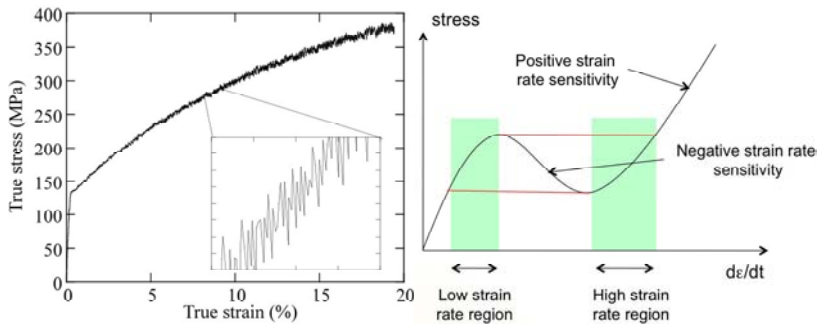 400
350
300
250
200
150
100
50
0
True stress (MPa)
0
5
10
15
20
True strain (%)
stress
Positive strain
rate sensitivity
Negative strain rate
sensitivity
dε/dt
Low strain
rate region
High strain
rate region